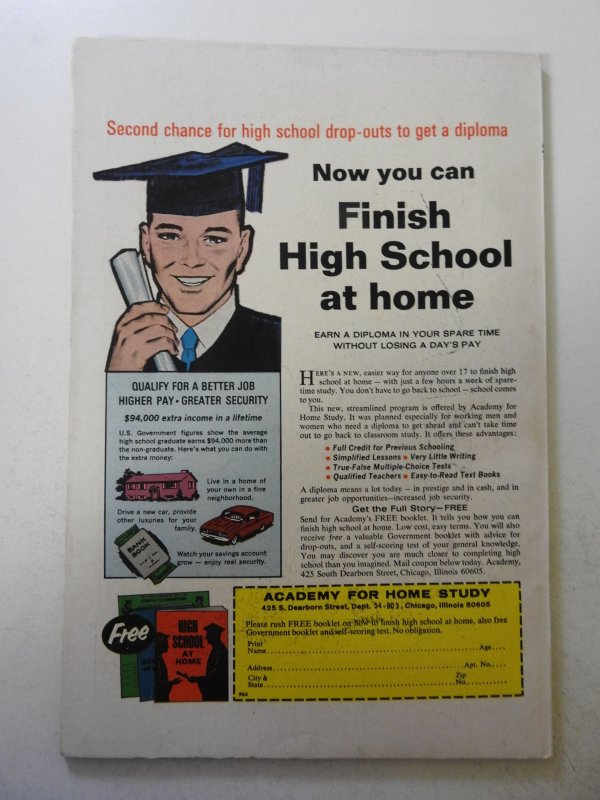 Second chance for high school drop-outs to get a diploma
Now you can
Finish
High School
at home
EARN A DIPLOMA IN YOUR SPARE TIME
WITHOUT LOSING A DAY'S PAY
HERE'S A NEW, easier way for anyone over 17 to finish high
school at home — with just a few hours a week of spare-
time study. You don't have to go back to school — school comes
to you.
This new, streamlined program is offered by Academy for
Home Study. It was planned especially for working men and
women who need a diploma to get ahead and can't take time
out to go back to classroom study. It offers these advantages:
• Full Credit for Previous Schooling
• Simplified Lessons • Very Little Writing
• True-False Multiple-Choice Tests
• Qualified Teachers • Easy-to-Read Text Books
A diploma means a lot today — in prestige and in cash, and in
greater job opportunities—increased job security.
Get the Full Story—FREE
Send for Academy's FREE booklet. It tells you how you can
finish high school at home. Low cost, easy terms. You will also
receive free a valuable Government booklet with advice for
drop-outs, and a self-scoring test of your general knowledge.
You may discover you are much closer to completing high
school than you imagined. Mail coupon below today. Academy,
425 South Dearborn Street, Chicago, Illinois 60605.
QUALIFY FOR A BETTER JOB
HIGHER PAY • GREATER SECURITY
$94,000 extra income in a lifetime
U.S. Government figures show the average
high school graduate earns $94,000 more than
the non-graduate. Here's what you can do with
the extra money:
Live in a home of
your own in a fine
neighborhood.
Drive a new car, provide
other luxuries for your
family.
BANK
BOOK
Watch your savings account
grow — enjoy real security.
Free
HIGH
SCHOOL
AT
HOME
ACADEMY FOR HOME STUDY
425 S. Dearborn Street, Dept. 54-903, Chicago, Illinois 60605
Please rush FREE booklet on how to finish high school at home, also free
Government booklet and self-scoring test. No obligation.
Print
Name Age
Address Apt. No.
City & Zip
State No.